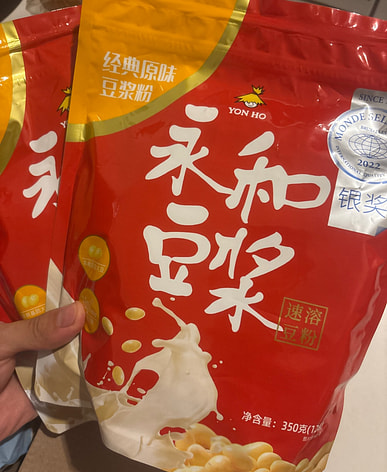 经典原味
豆浆粉
YON HO
永和
豆浆
SINCE
MONDE SELE
2022
银奖
速溶
豆粉
净含量: 350克(1